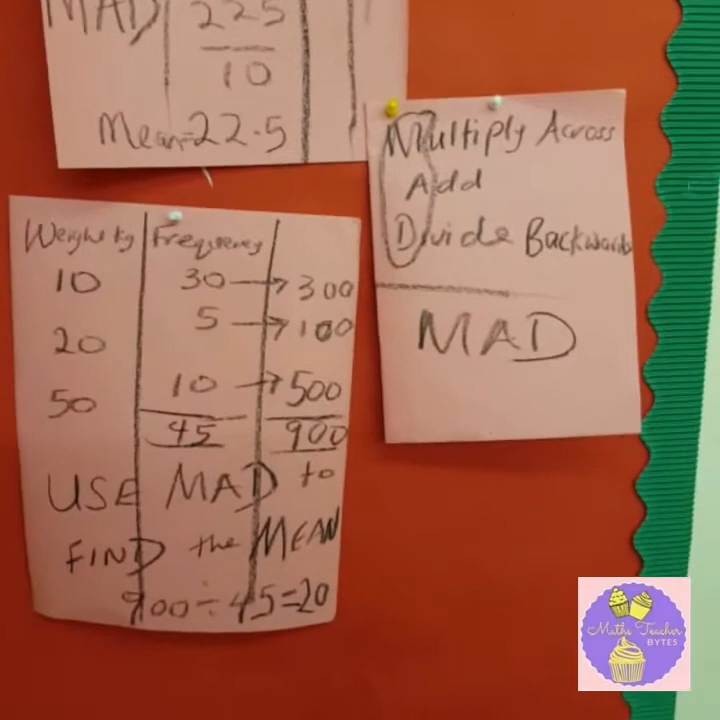 MAD 225
10
Mean=22.5
Multiply Across
Add
Divide Backwards
MAD
Weight kg Frequency
10 30 → 300
20 5 → 100
50 10 → 500
45 900
USE MAD to
FIND the MEAN
900÷45=20
Maths Teacher
BYTES